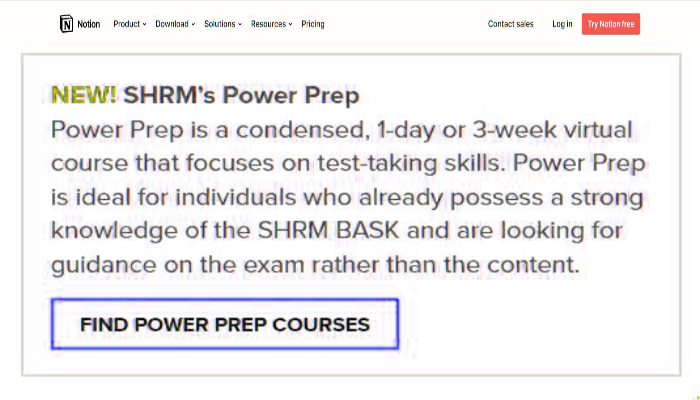 Notion Product Download Solutions Resources Pricing Contact sales Log in Try Notion free
NEW! SHRM's Power Prep
Power Prep is a condensed, 1-day or 3-week virtual
course that focuses on test-taking skills. Power Prep
is ideal for individuals who already possess a strong
knowledge of the SHRM BASK and are looking for
guidance on the exam rather than the content.
FIND POWER PREP COURSES